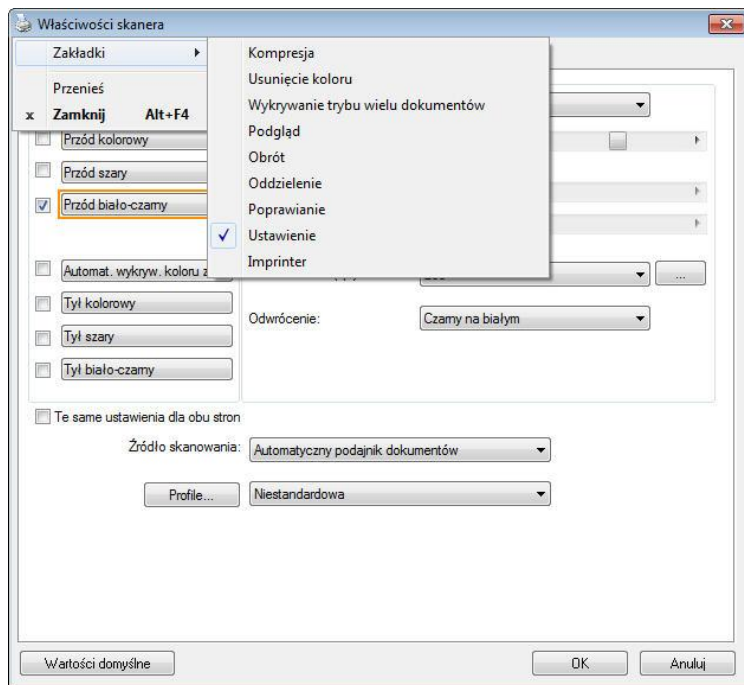 Właściwości skanera
Zakładki
Przenieś
x Zamknij Alt+F4
Kompresja
Usunięcie koloru
Wykrywanie trybu wielu dokumentów
Podgląd
Obrót
Oddzielenie
Poprawianie
Ustawienie
Imprinter
Przód kolorowy
Przód szary
Przód biało-czarny
Automat. wykryw. koloru
Tył kolorowy
Tył szary
Tył biało-czarny
...
Odwrócenie: Czarny na białym
Te same ustawienia dla obu stron
Źródło skanowania: Automatyczny podajnik dokumentów
Profile... Niestandardowa
Wartości domyślne OK Anuluj